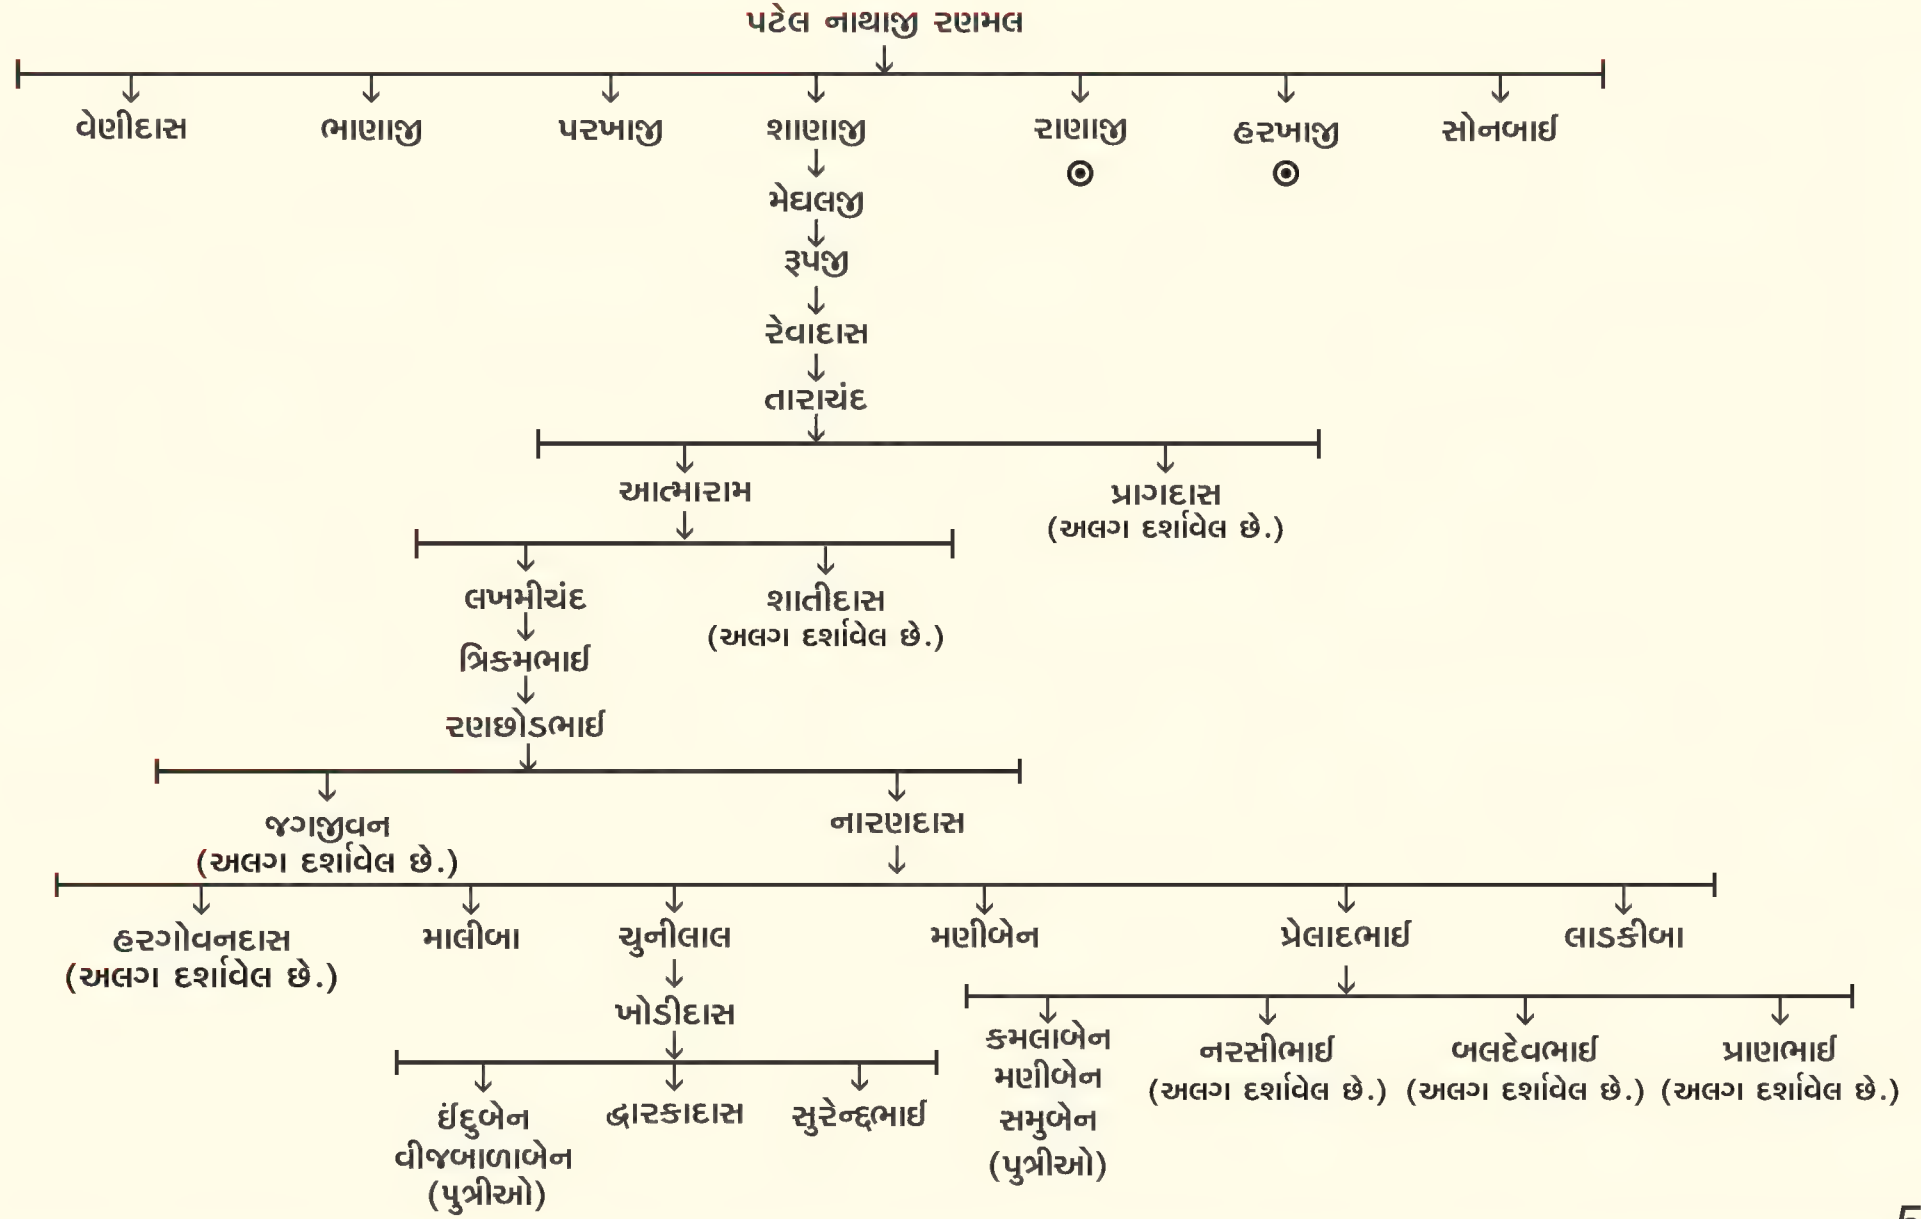 પટેલ નાથાજી રણમલ
વેણીદાસ ભાણાજી પરખાજી શાણાજી રાણાજી હરખાજી સોનબાઈ
મેઘલજી
રૂપજી
રેવાદાસ
તારાચંદ
આત્મારામ પ્રાગદાસ
(અલગ દર્શાવેલ છે.)
લખમીચંદ શાતીદાસ
(અલગ દર્શાવેલ છે.)
ત્રિકમભાઈ
રણછોડભાઈ
જગજીવન નારણદાસ
(અલગ દર્શાવેલ છે.)
હરગોવનદાસ માલીબા ચુનીલાલ મણીબેન પ્રેલાદભાઈ લાડકીબા
(અલગ દર્શાવેલ છે.)
ખોડીદાસ
કમલાબેન નરસીભાઈ બલદેવભાઈ પ્રાણભાઈ
મણીબેન (અલગ દર્શાવેલ છે.) (અલગ દર્શાવેલ છે.) (અલગ દર્શાવેલ છે.)
સમુબેન
(પુત્રીઓ)
ઈંદુબેન દ્વારકાદાસ સુરેન્દ્રભાઈ
વીજબાળાબેન
(પુત્રીઓ)